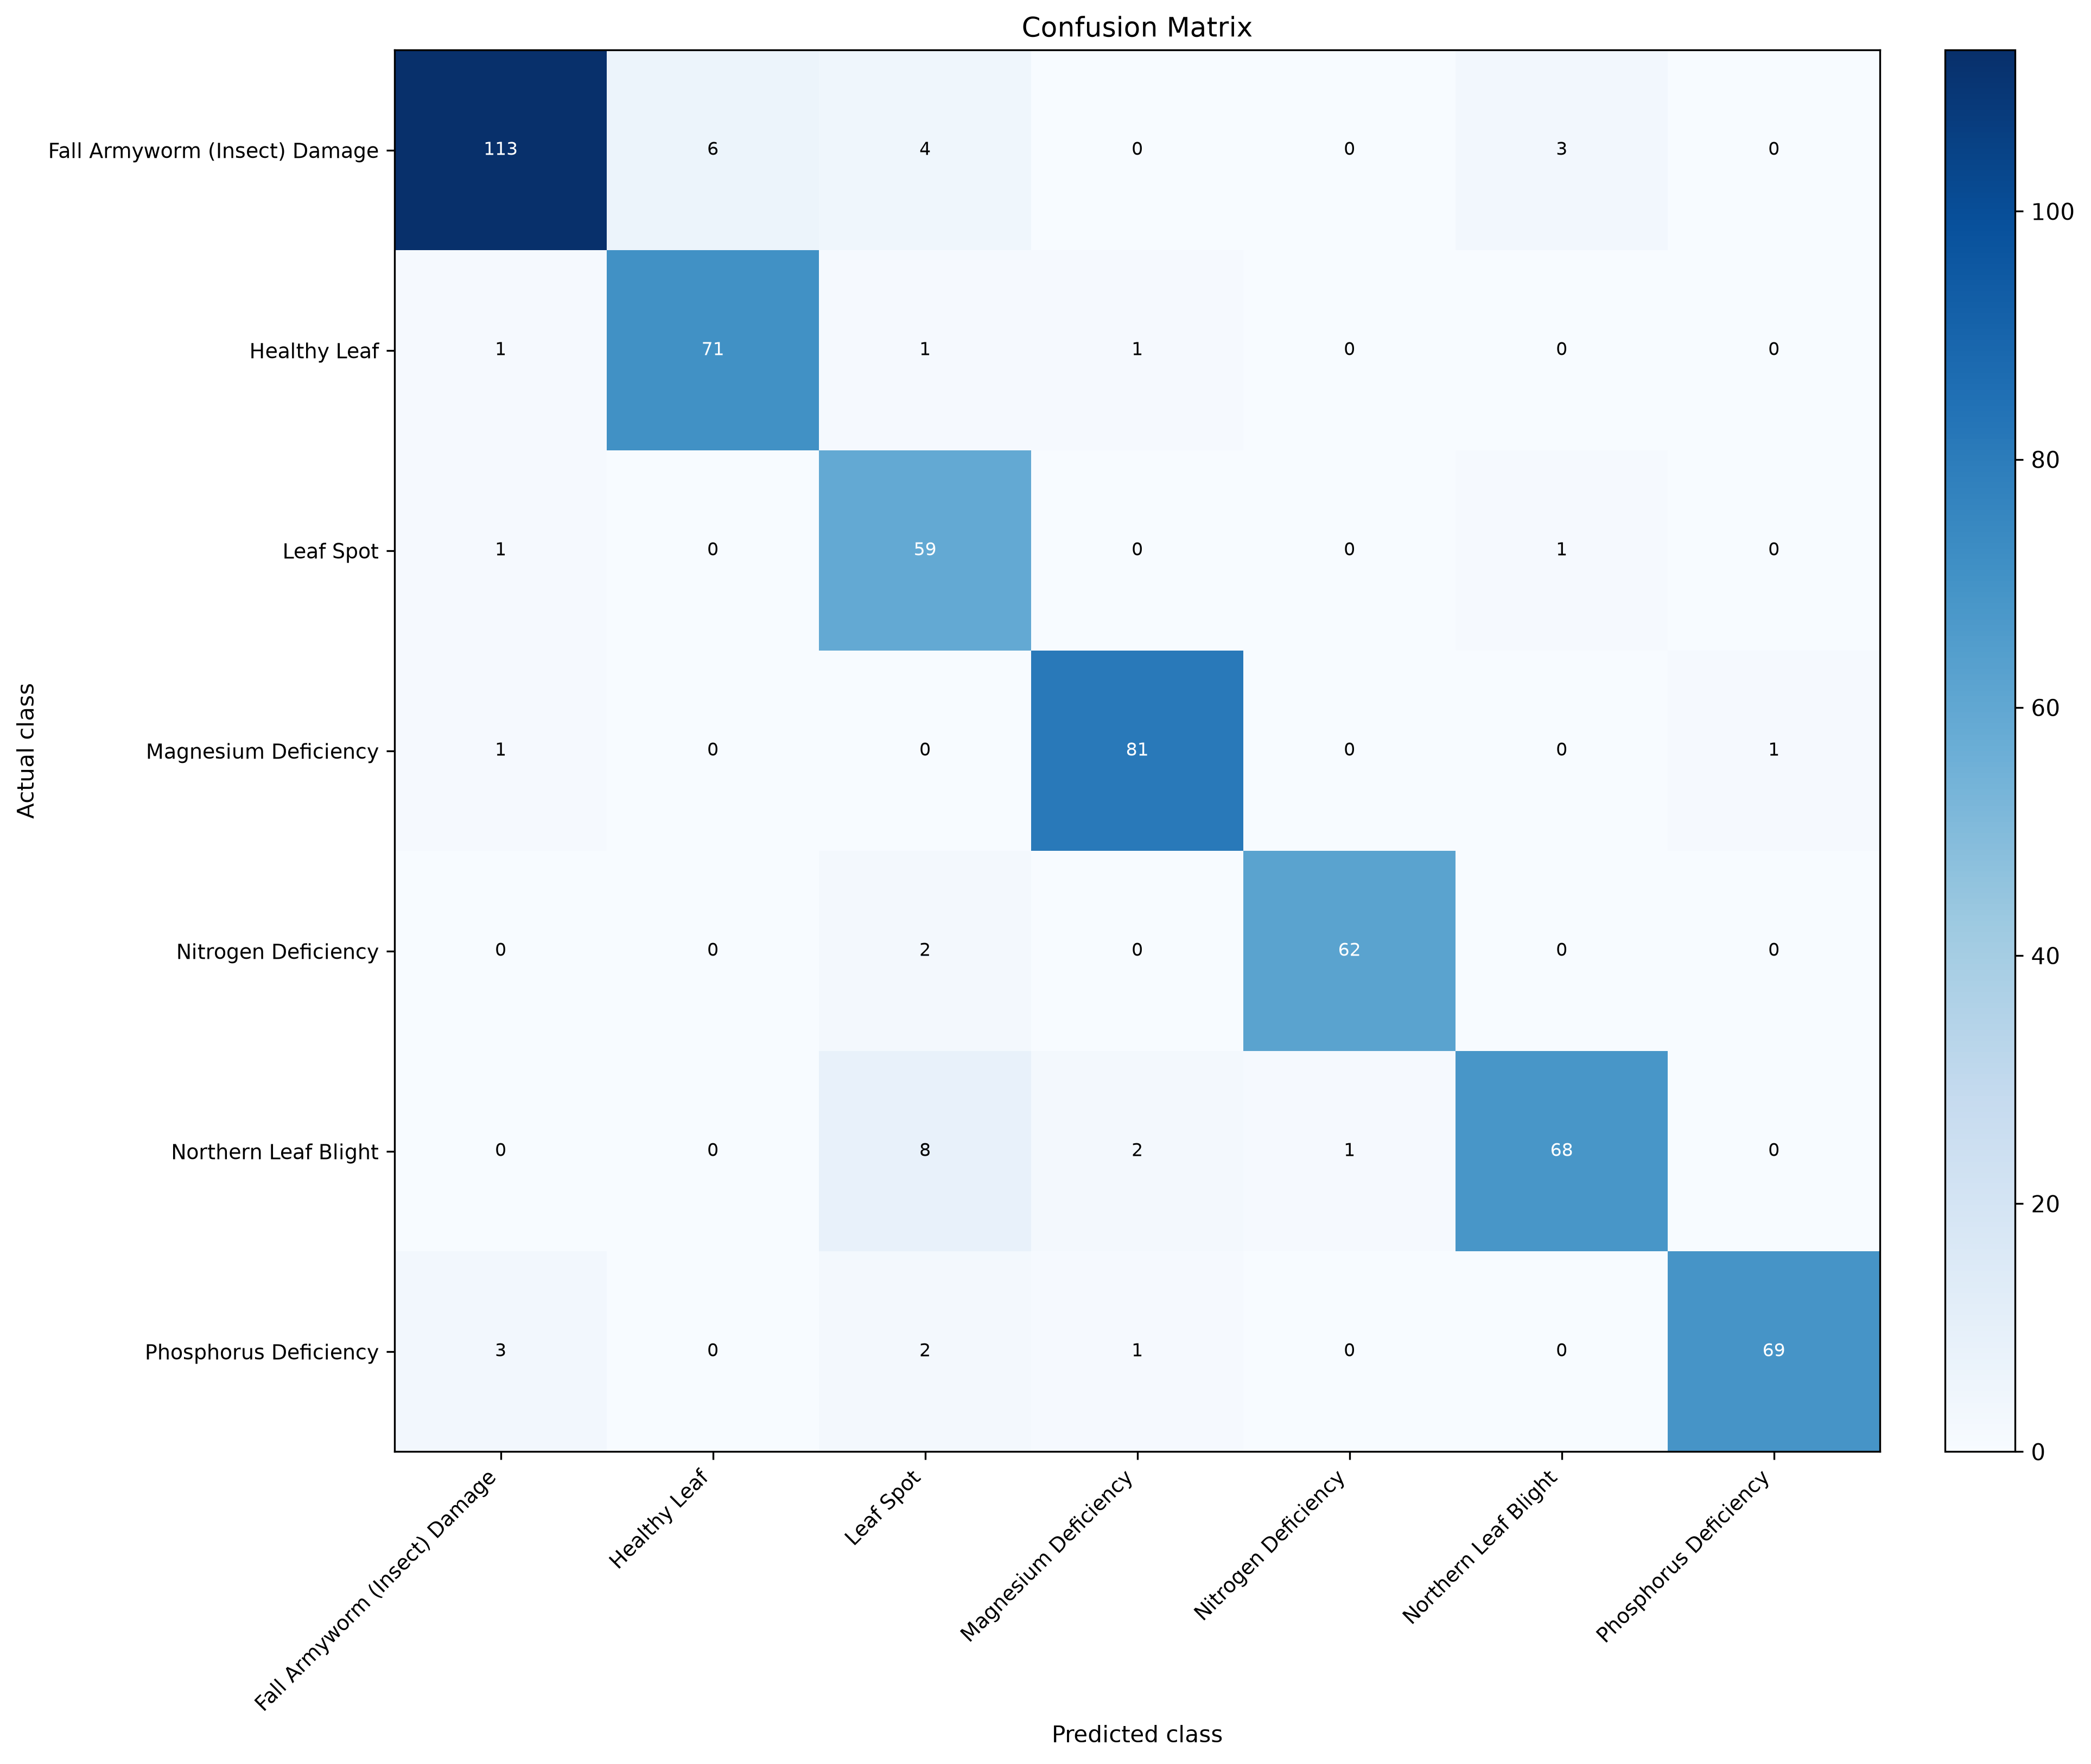 Confusion Matrix
Fall Armyworm (Insect) Damage 113 6 4 0 0 3 0
Healthy Leaf 1 71 1 1 0 0 0
Leaf Spot 1 0 59 0 0 1 0
Magnesium Deficiency 1 0 0 81 0 0 1
Nitrogen Deficiency 0 0 2 0 62 0 0
Northern Leaf Blight 0 0 8 2 1 68 0
Phosphorus Deficiency 3 0 2 1 0 0 69
Actual class
Fall Armyworm (Insect) Damage
Healthy Leaf
Leaf Spot
Magnesium Deficiency
Nitrogen Deficiency
Northern Leaf Blight
Phosphorus Deficiency
Predicted class
100
80
60
40
20
0